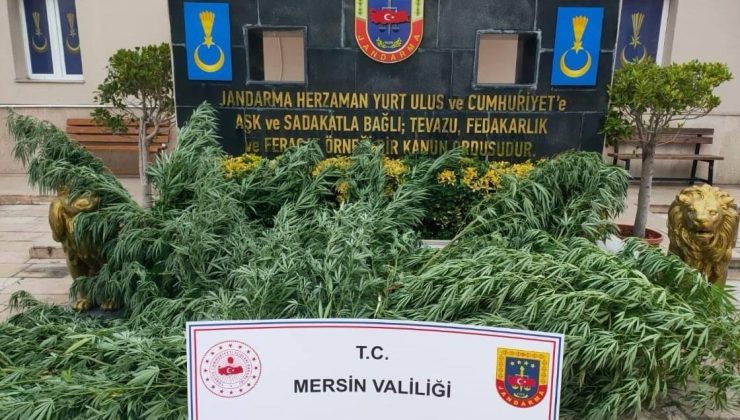 JANDARMA
JANDARMA HERZAMAN YURT ULUS ve CUMHURİYET'e
AŞK ve SADAKATLA BAĞLI; TEVAZU, FEDAKARLIK
ve FERAGAT ÖRNEĞİ BİR KANUN ORDUSUDUR.
T.C.
MERSİN VALİLİĞİ
JANDARMA